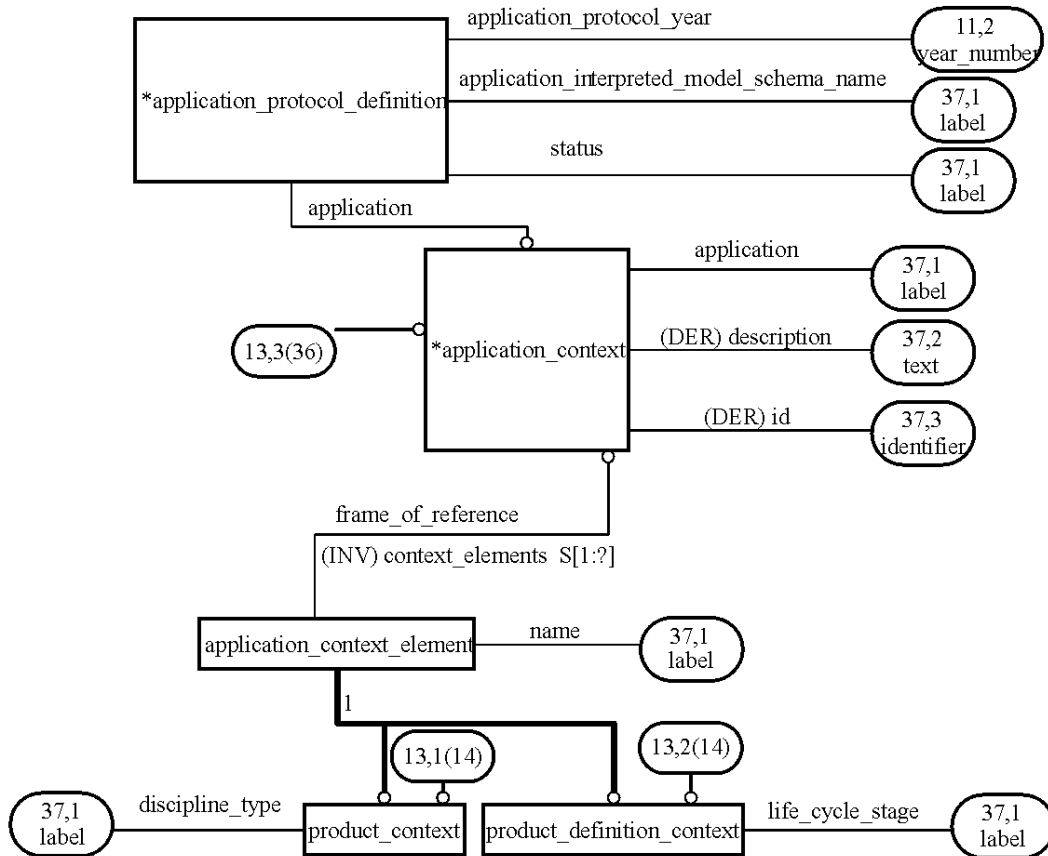 application_protocol_year
11,2
year_number
*application_protocol_definition
application_interpreted_model_schema_name
37,1
label
status
37,1
label
application
application
37,1
label
13,3(36)
*application_context
(DER) description
37,2
text
(DER) id
37,3
identifier
frame_of_reference
(INV) context_elements S[1:?]
application_context_element
name
37,1
label
1
13,1(14)
13,2(14)
37,1
label
discipline_type
product_context
product_definition_context
life_cycle_stage
37,1
label